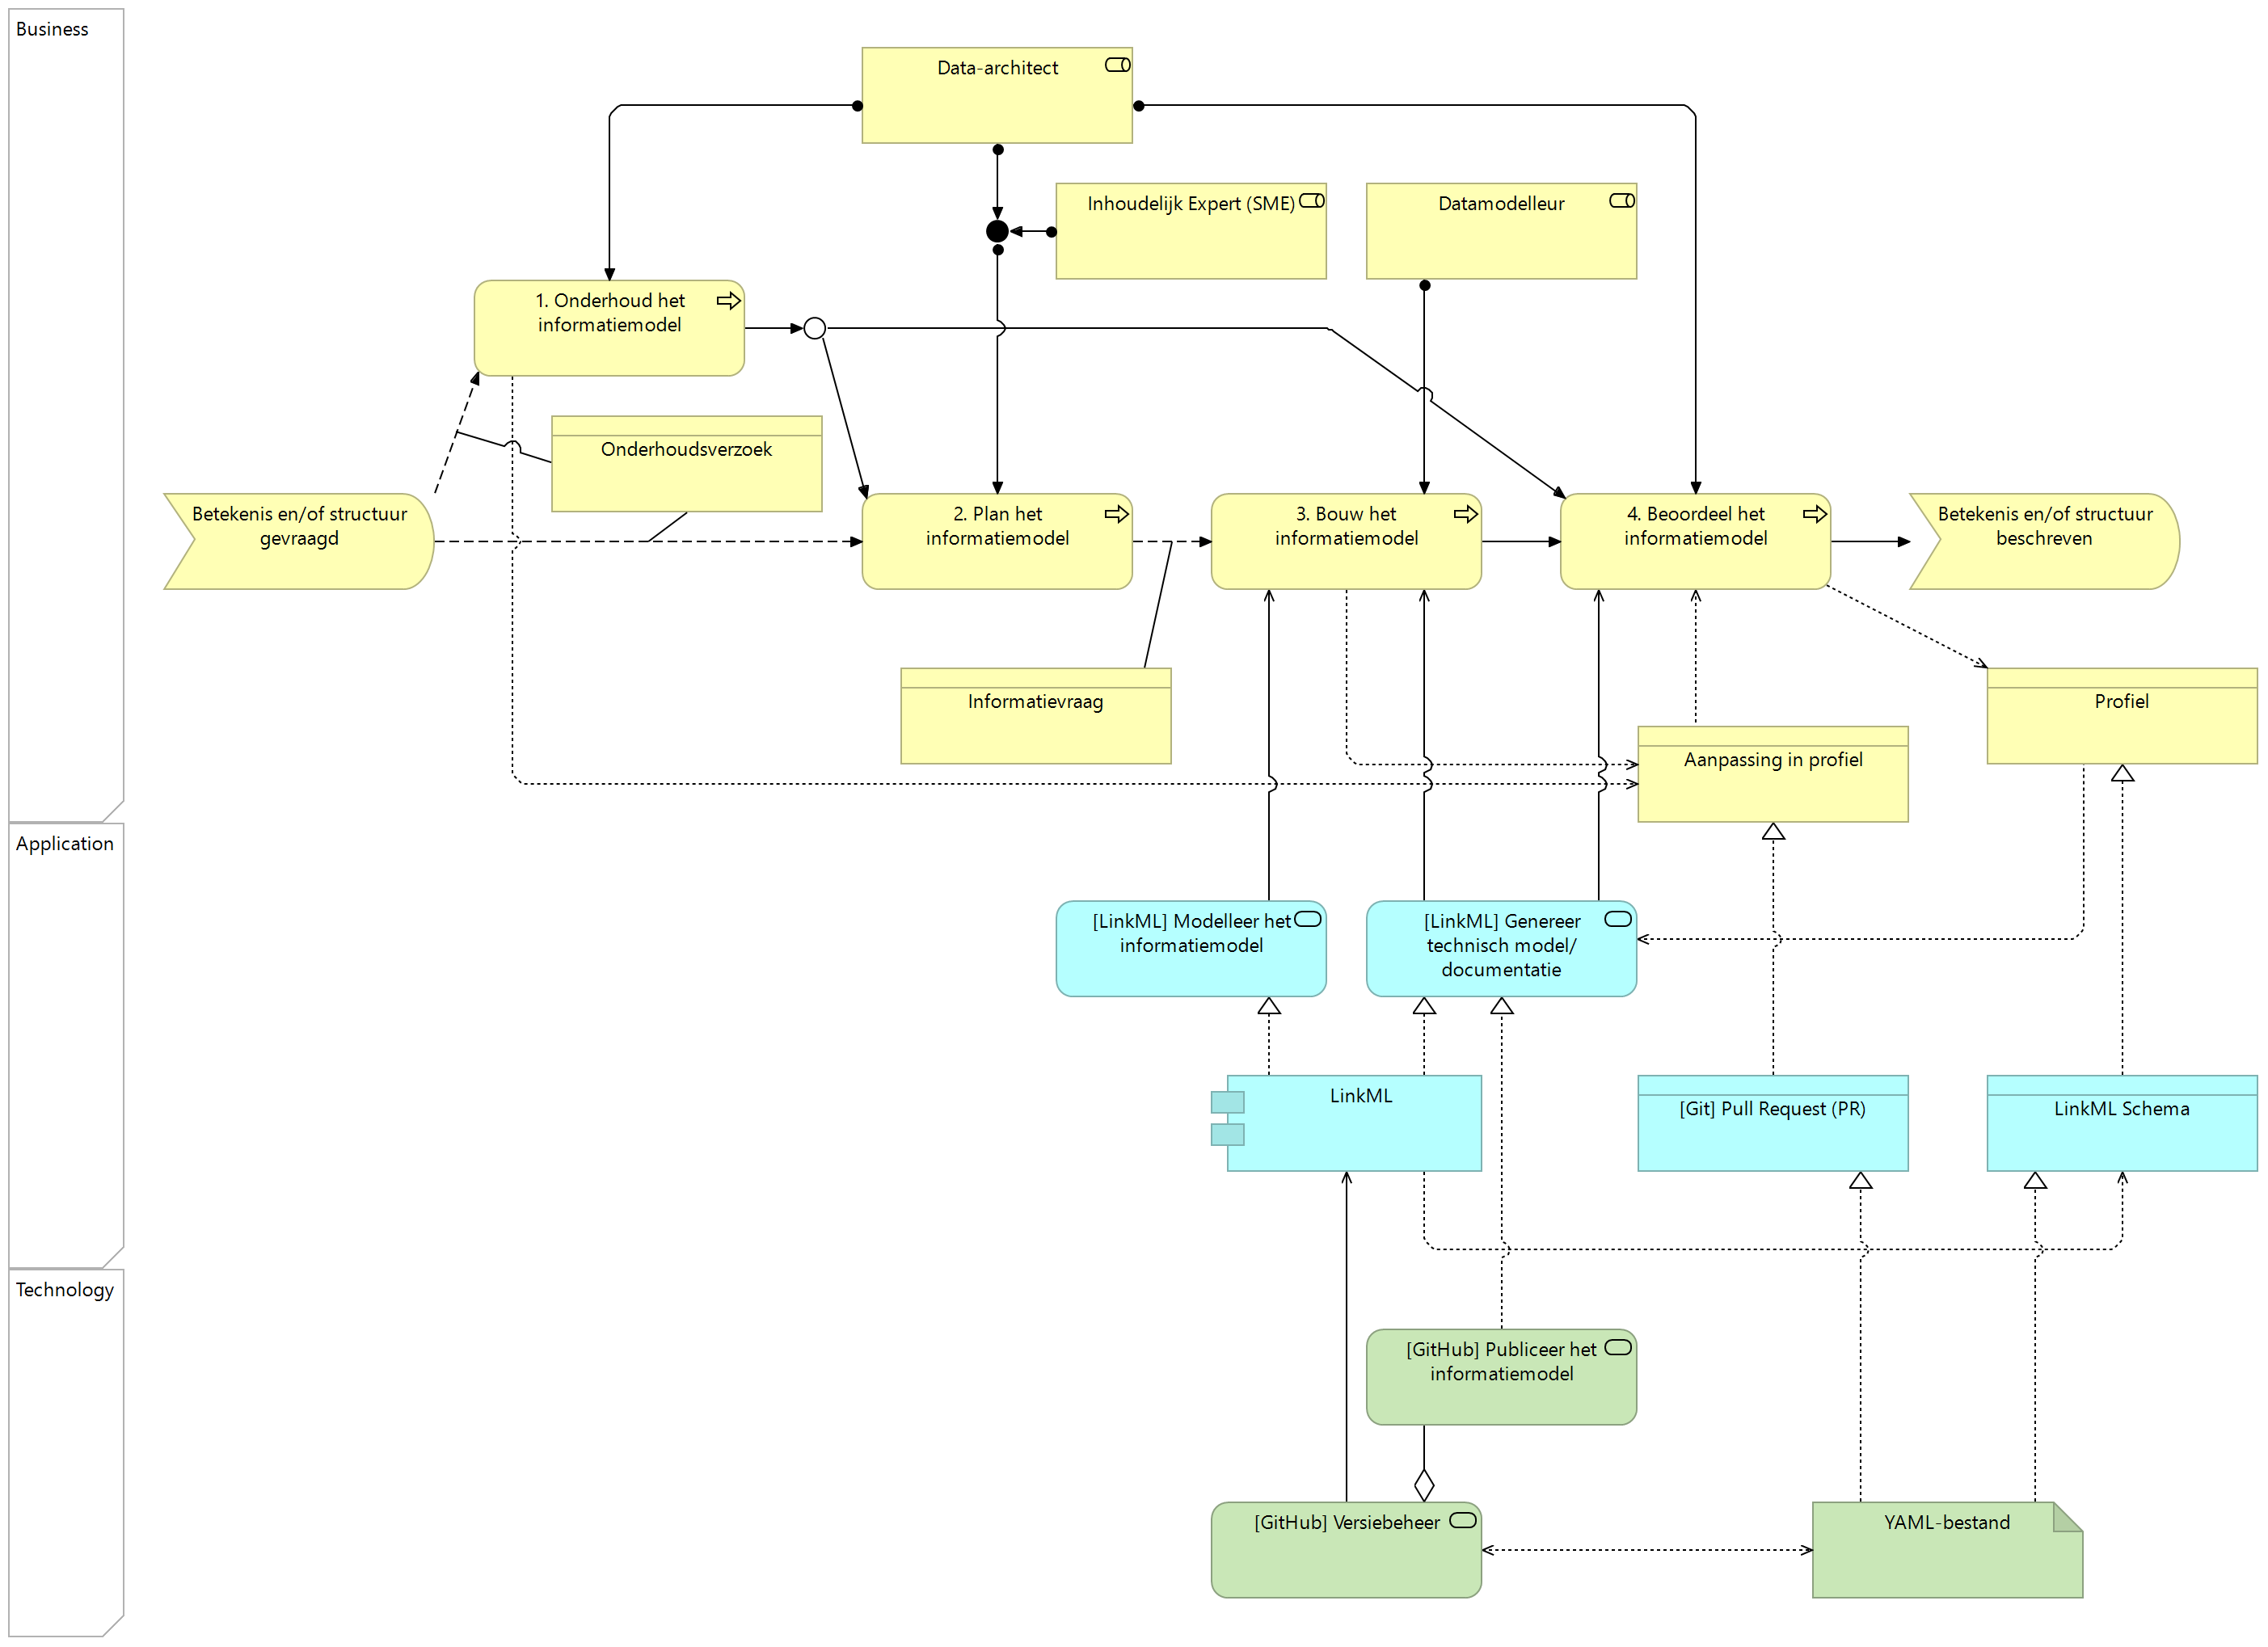 Business
Data-architect
Inhoudelijk Expert (SME)
Datamodelleur
1. Onderhoud het
informatiemodel
Onderhoudsverzoek
Betekenis en/of structuur
gevraagd
2. Plan het
informatiemodel
3. Bouw het
informatiemodel
4. Beoordeel het
informatiemodel
Betekenis en/of structuur
beschreven
Informatievraag
Profiel
Aanpassing in profiel
Application
[LinkML] Modelleer het
informatiemodel
[LinkML] Genereer
technisch model/
documentatie
LinkML
[Git] Pull Request (PR)
LinkML Schema
Technology
[GitHub] Publiceer het
informatiemodel
[GitHub] Versiebeheer
YAML-bestand